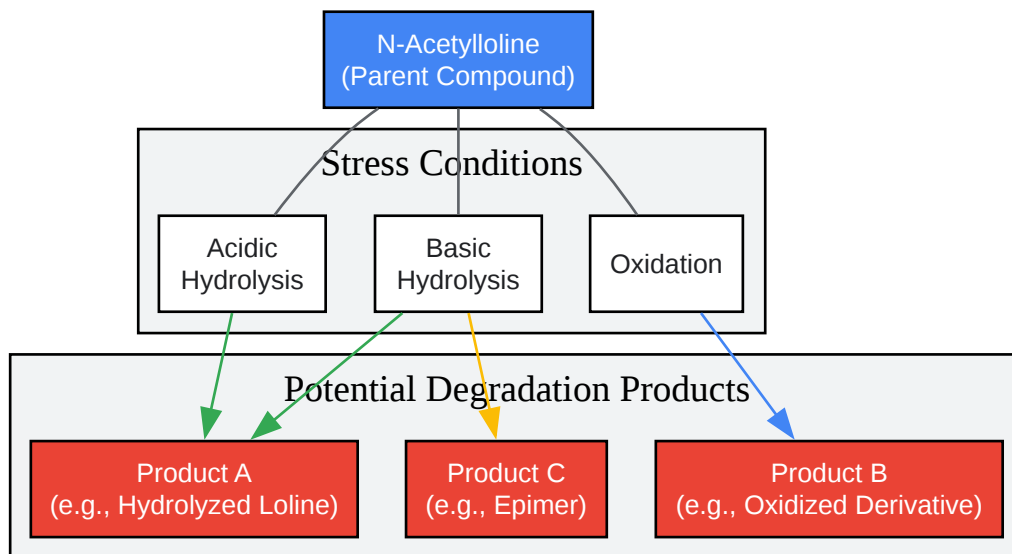 N-Acetylloline
(Parent Compound)
Stress Conditions
Acidic
Hydrolysis
Basic
Hydrolysis
Oxidation
Potential Degradation Products
Product A
(e.g., Hydrolyzed Loline)
Product C
(e.g., Epimer)
Product B
(e.g., Oxidized Derivative)